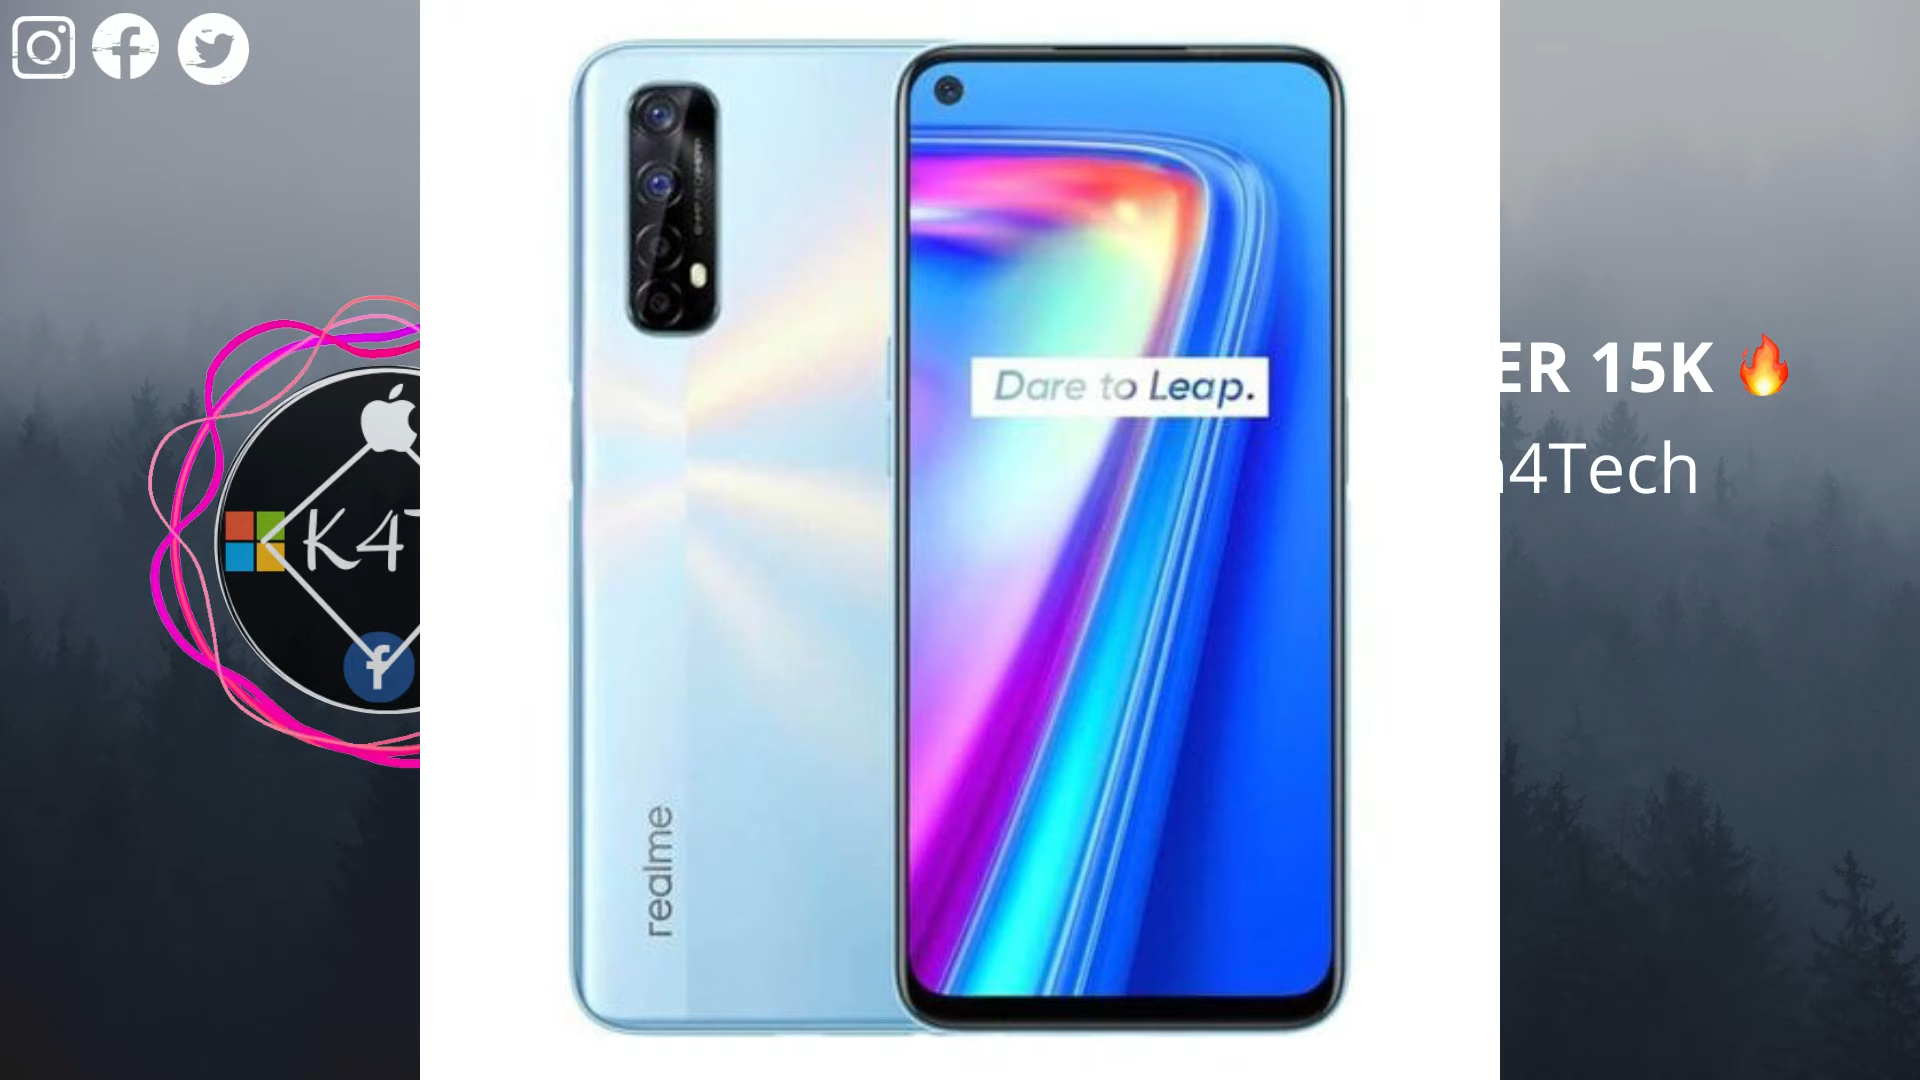 ER 15K 🔥
Dare to Leap.
4Tech
K4
realme